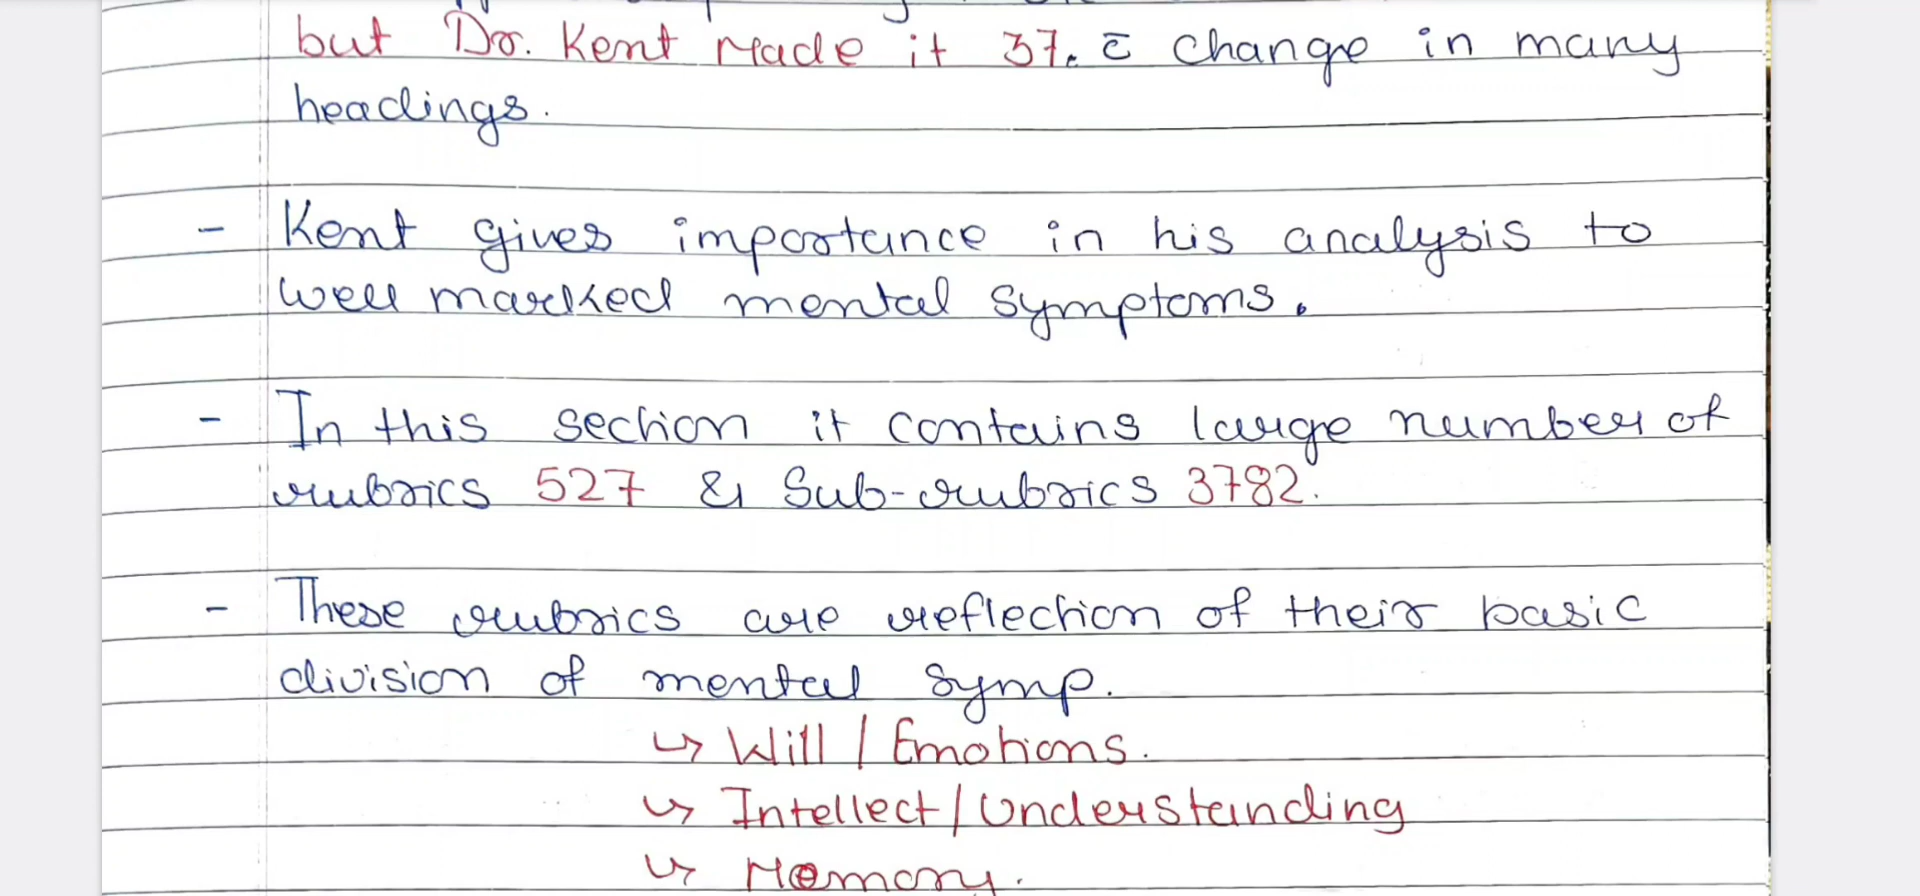 but Dr. Kent Made it 37. c̄ change in many
headings.
- Kent gives importance in his analysis to
well marked mental symptoms.
- In this section it contains large number of
rubrics 527 & Sub-rubrics 3782.
- These rubrics are reflection of their basic
division of mental symp.
↳ Will / Emotions.
↳ Intellect / Understanding
↳ Memory.